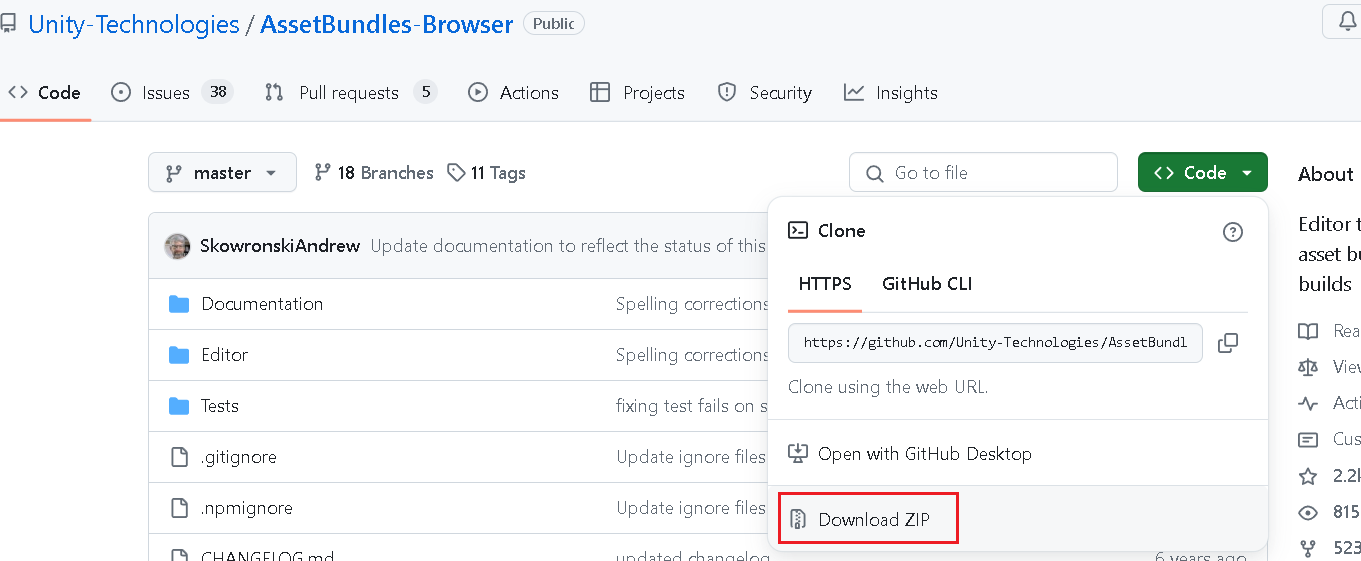 Unity-Technologies / AssetBundles-Browser Public
Code Issues 38 Pull requests 5 Actions Projects Security Insights
master 18 Branches 11 Tags Go to file Code About
SkowronskiAndrew Update documentation to reflect the status of this
Documentation Spelling corrections
Editor Spelling corrections
Tests fixing test fails on s
.gitignore Update ignore files
.npmignore Update ignore files
CHANGELOG.md updated changelog 6 years ago
Clone
HTTPS GitHub CLI
https://github.com/Unity-Technologies/AssetBundl
Clone using the web URL.
Open with GitHub Desktop
Download ZIP
Editor t
asset bu
builds
Rea
View
Acti
Cus
2.2k
815
523